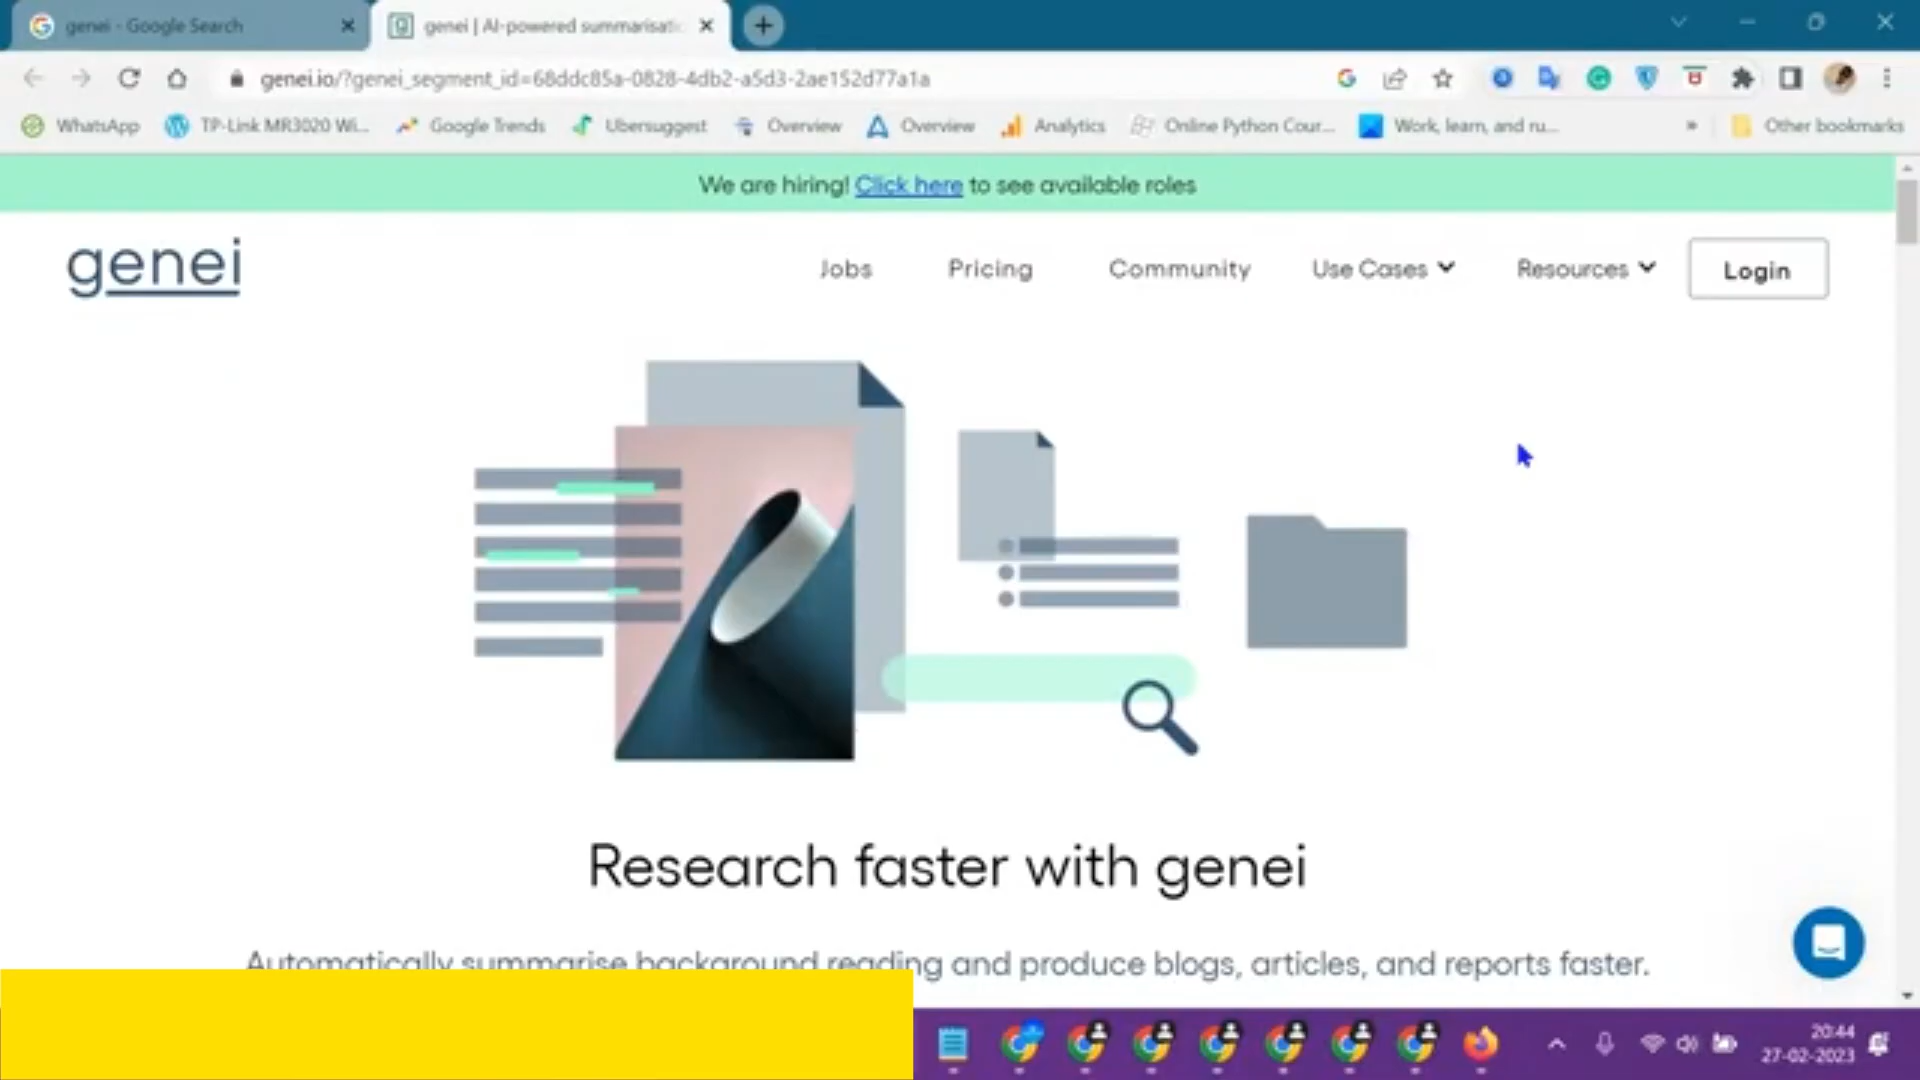 genei - Google Search
genei | AI-powered summarisati
genei.io/?genei_segment_id=68ddc85a-0828-4db2-a5d3-2ae152d77a1a
WhatsApp TP-Link MR3020 Wi... Google Trends Ubersuggest Overview Overview Analytics Online Python Cour... Work, learn, and ru... » Other bookmarks
We are hiring! Click here to see available roles
genei
Jobs Pricing Community Use Cases Resources Login
Research faster with genei
Automatically summarise background reading and produce blogs, articles, and reports faster.
20:44
27-02-2023